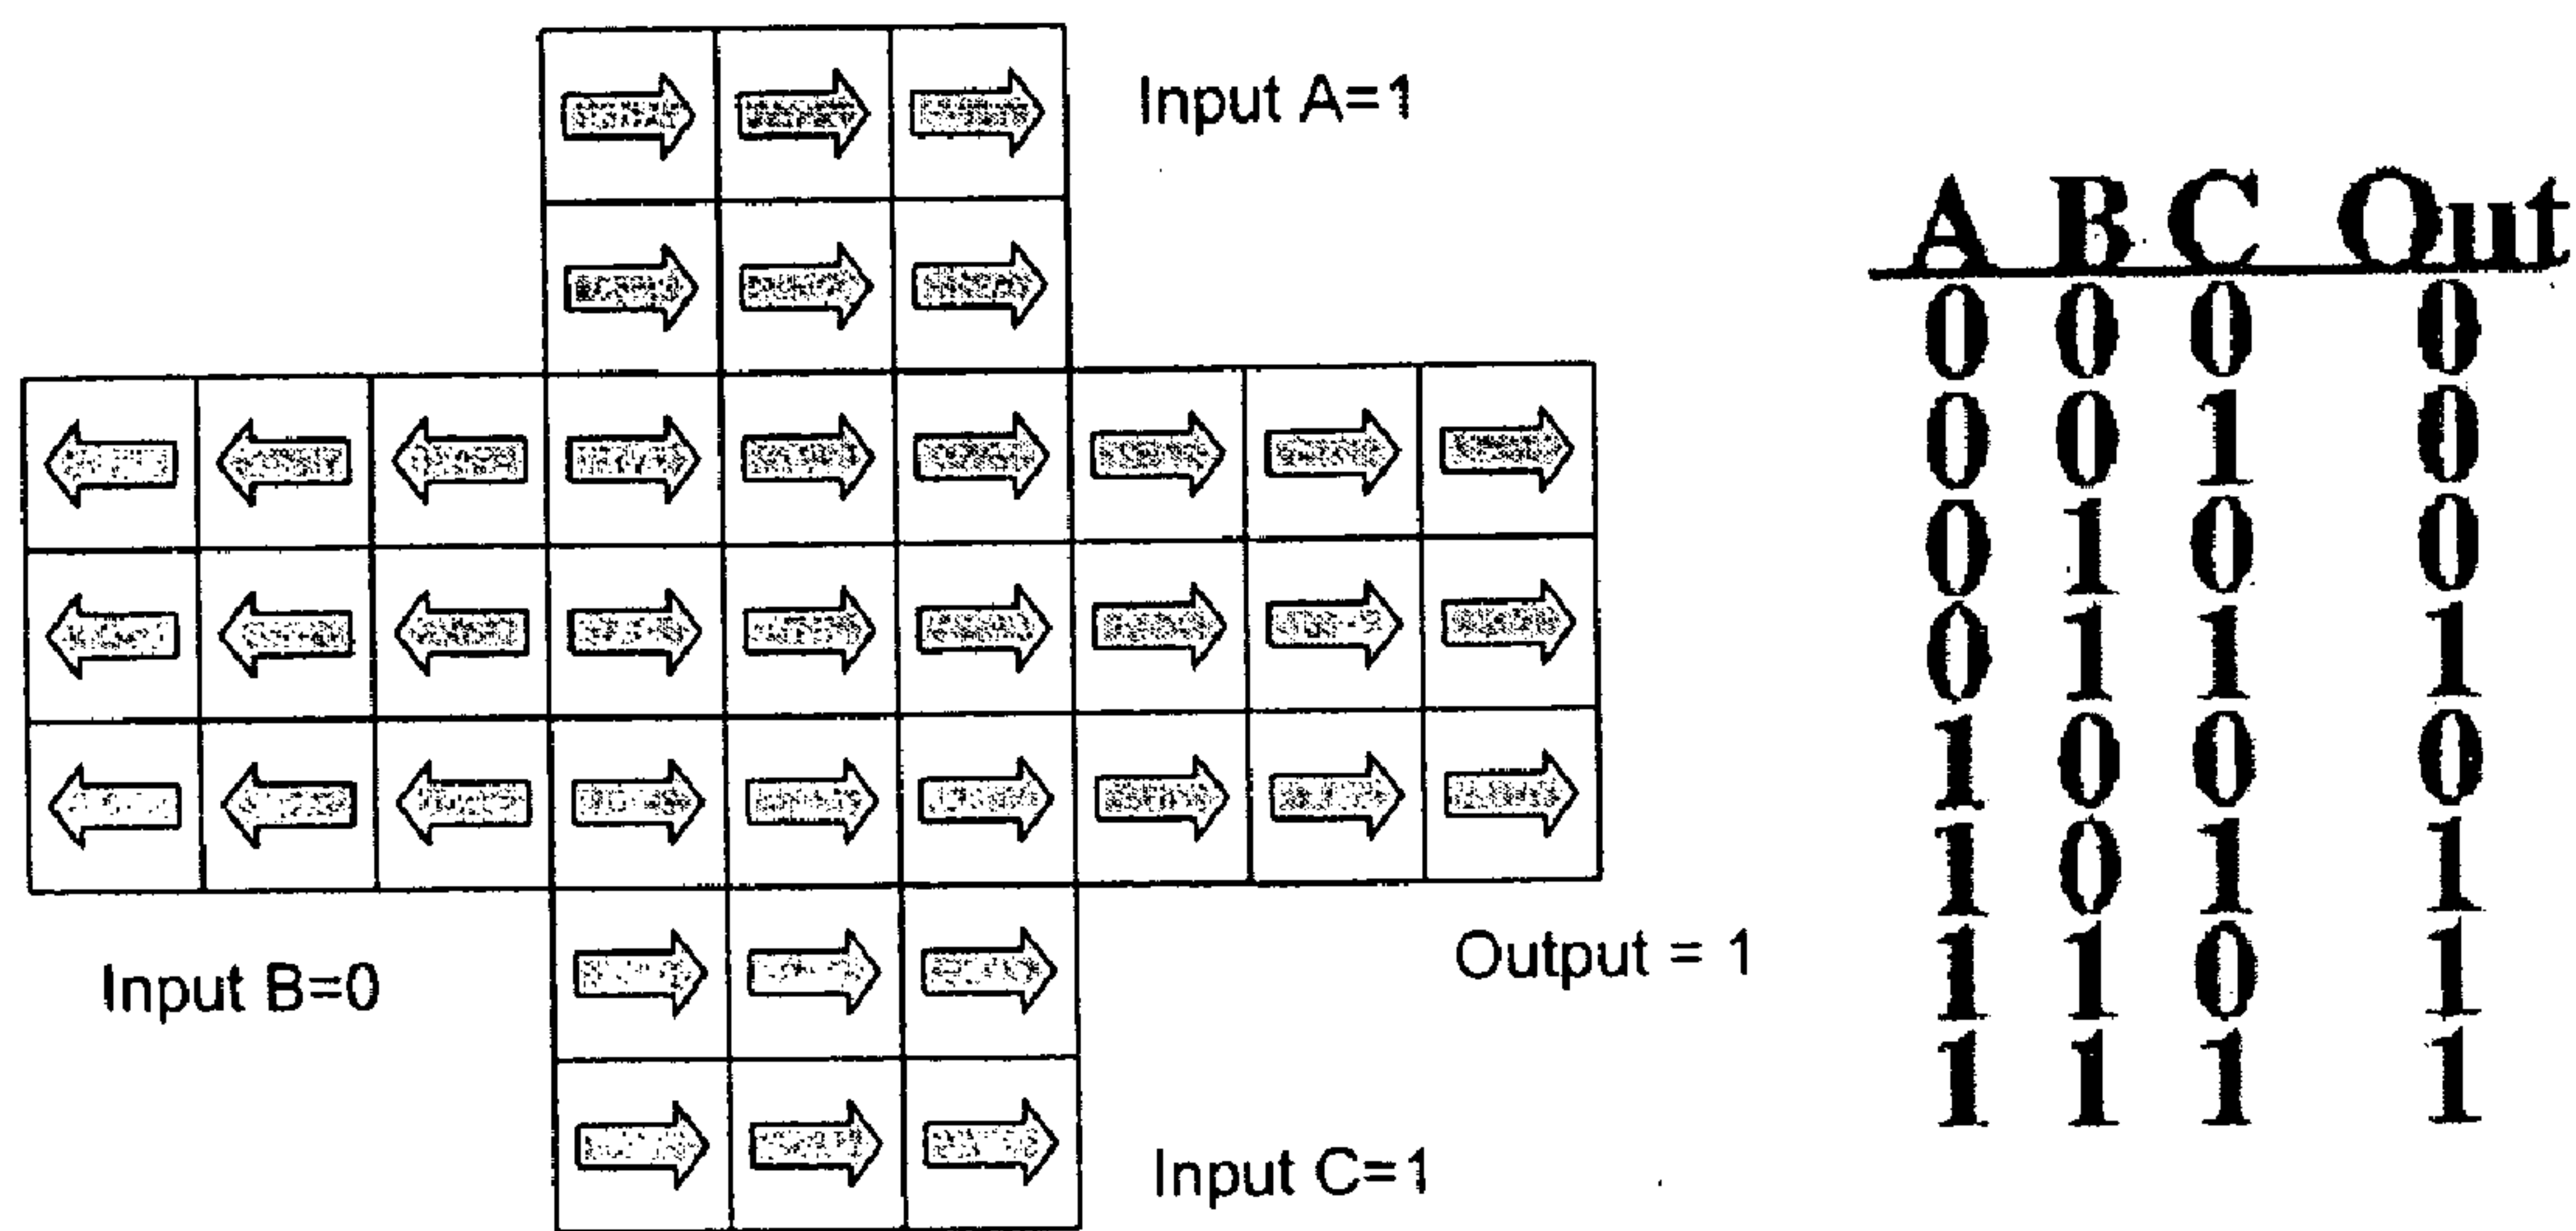 Input A=1
Input B=0
Output = 1
Input C=1
A B C Out
0 0 0 0
0 0 1 0
0 1 0 0
0 1 1 1
1 0 0 0
1 0 1 1
1 1 0 1
1 1 1 1